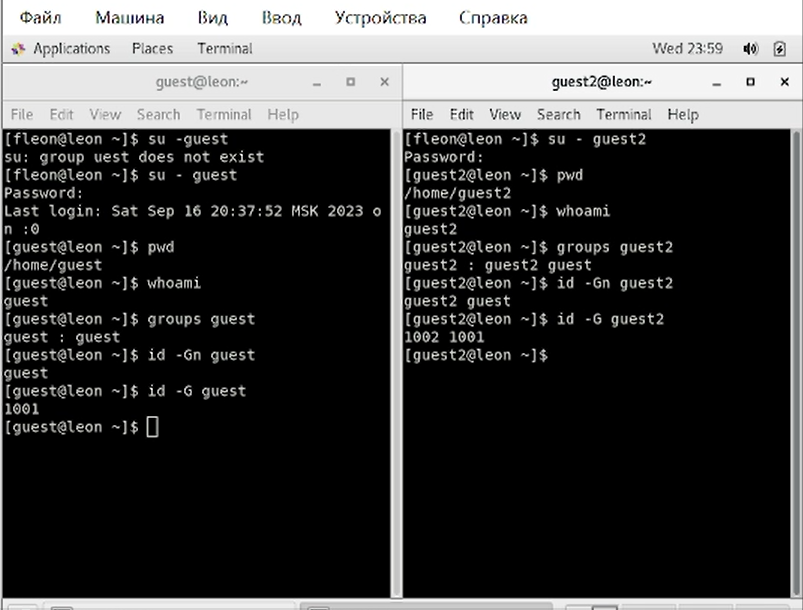 Файл Машина Вид Ввод Устройства Справка
Applications Places Terminal Wed 23:59
guest@leon:~
File Edit View Search Terminal Help
[fleon@leon ~]$ su -guest
su: group uest does not exist
[fleon@leon ~]$ su - guest
Password:
Last login: Sat Sep 16 20:37:52 MSK 2023 o
n :0
[guest@leon ~]$ pwd
/home/guest
[guest@leon ~]$ whoami
guest
[guest@leon ~]$ groups guest
guest : guest
[guest@leon ~]$ id -Gn guest
guest
[guest@leon ~]$ id -G guest
1001
[guest@leon ~]$
guest2@leon:~
File Edit View Search Terminal Help
[fleon@leon ~]$ su - guest2
Password:
[guest2@leon ~]$ pwd
/home/guest2
[guest2@leon ~]$ whoami
guest2
[guest2@leon ~]$ groups guest2
guest2 : guest2 guest
[guest2@leon ~]$ id -Gn guest2
guest2 guest
[guest2@leon ~]$ id -G guest2
1002 1001
[guest2@leon ~]$